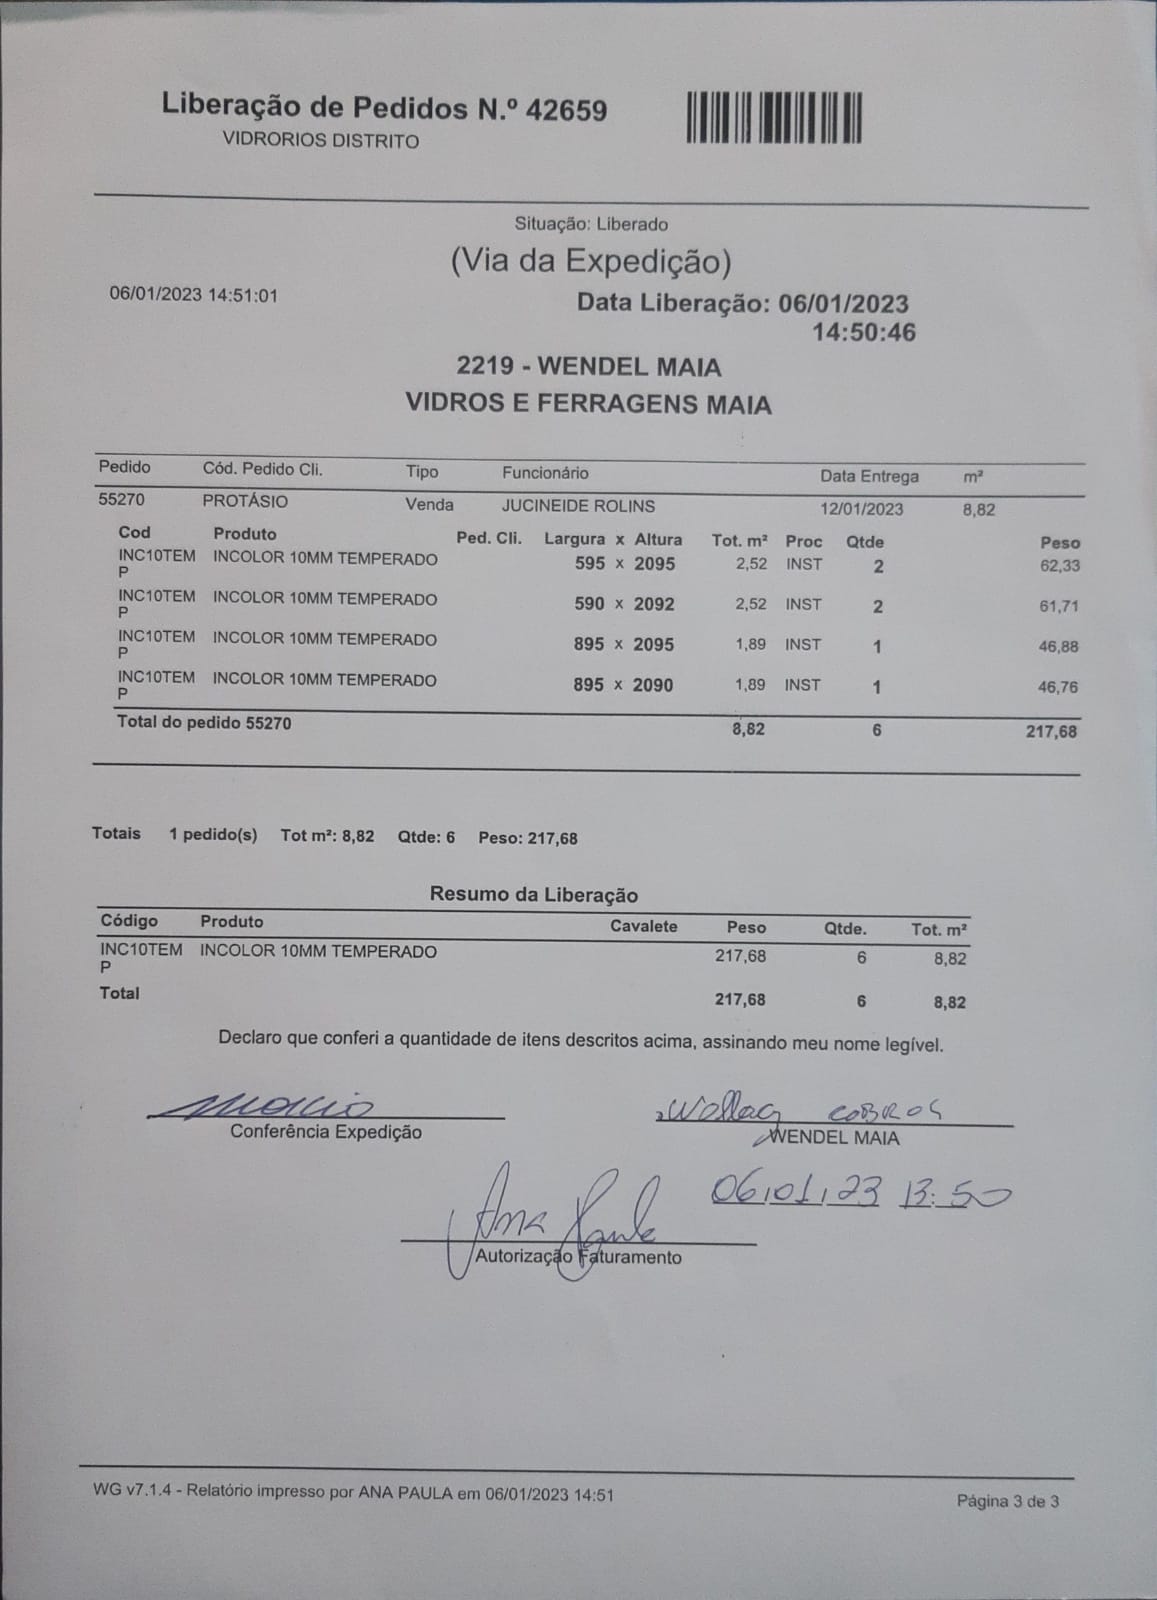 Liberação de Pedidos N.º 42659
VIDRORIOS DISTRITO
Situação: Liberado
(Via da Expedição)
06/01/2023 14:51:01
Data Liberação: 06/01/2023
14:50:46
2219 - WENDEL MAIA
VIDROS E FERRAGENS MAIA
Pedido Cód. Pedido Cli. Tipo Funcionário Data Entrega m²
55270 PROTÁSIO Venda JUCINEIDE ROLINS 12/01/2023 8,82
Cod Produto Ped. Cli. Largura x Altura Tot. m² Proc Qtde Peso
INC10TEM INCOLOR 10MM TEMPERADO 595 x 2095 2,52 INST 2 62,33
P
INC10TEM INCOLOR 10MM TEMPERADO 590 x 2092 2,52 INST 2 61,71
P
INC10TEM INCOLOR 10MM TEMPERADO 895 x 2095 1,89 INST 1 46,88
P
INC10TEM INCOLOR 10MM TEMPERADO 895 x 2090 1,89 INST 1 46,76
P
Total do pedido 55270 8,82 6 217,68
Totais 1 pedido(s) Tot m²: 8,82 Qtde: 6 Peso: 217,68
Resumo da Liberação
Código Produto Cavalete Peso Qtde. Tot. m²
INC10TEM INCOLOR 10MM TEMPERADO 217,68 6 8,82
P
Total 217,68 6 8,82
Declaro que conferi a quantidade de itens descritos acima, assinando meu nome legível.
Conferência Expedição
WENDEL MAIA
06/01/23 13:50
Ana Paula
Autorização Faturamento
WG v7.1.4 - Relatório impresso por ANA PAULA em 06/01/2023 14:51
Página 3 de 3